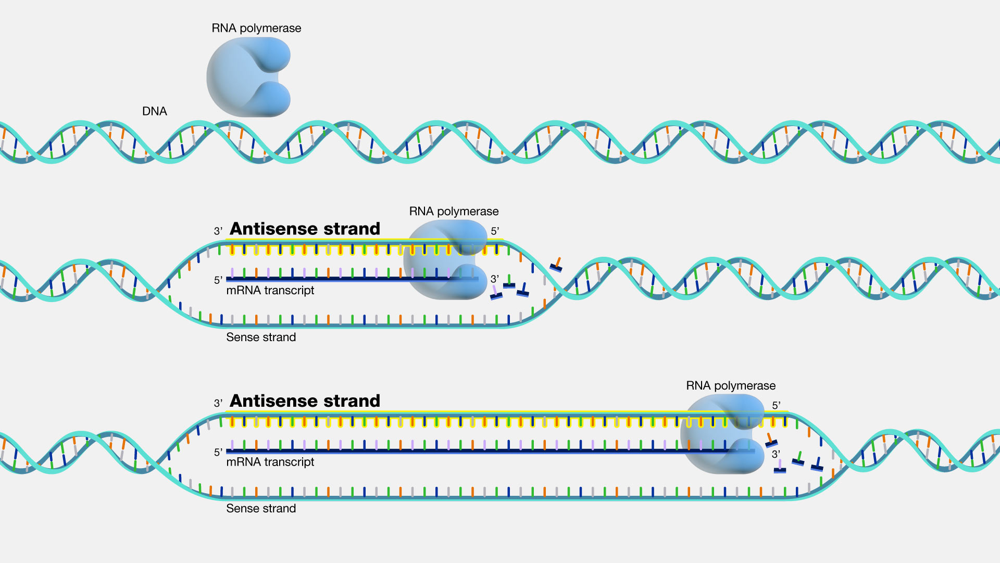 RNA polymerase
DNA
RNA polymerase
3’ Antisense strand 5’
5’ 3’
mRNA transcript
Sense strand
RNA polymerase
3’ Antisense strand 5’
5’ 3’
mRNA transcript
Sense strand